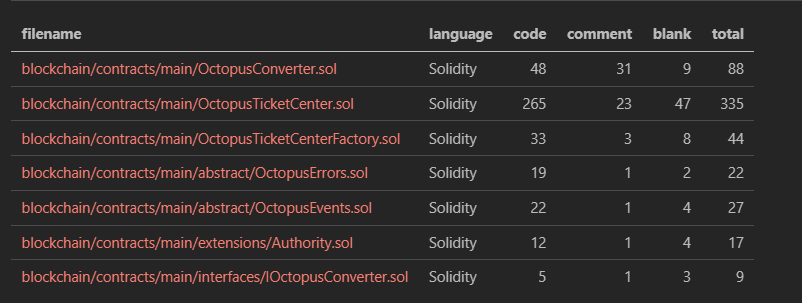 filename language code comment blank total
blockchain/contracts/main/OctopusConverter.sol Solidity 48 31 9 88
blockchain/contracts/main/OctopusTicketCenter.sol Solidity 265 23 47 335
blockchain/contracts/main/OctopusTicketCenterFactory.sol Solidity 33 3 8 44
blockchain/contracts/main/abstract/OctopusErrors.sol Solidity 19 1 2 22
blockchain/contracts/main/abstract/OctopusEvents.sol Solidity 22 1 4 27
blockchain/contracts/main/extensions/Authority.sol Solidity 12 1 4 17
blockchain/contracts/main/interfaces/IOctopusConverter.sol Solidity 5 1 3 9